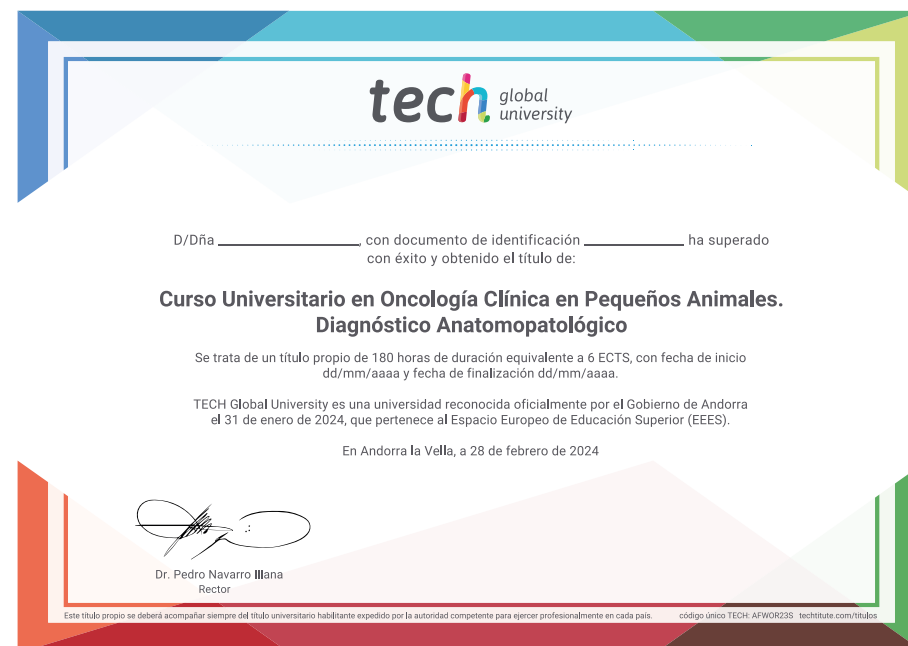 tech global university
D/Dña ____________________, con documento de identificación ______________ ha superado
con éxito y obtenido el título de:
Curso Universitario en Oncología Clínica en Pequeños Animales.
Diagnóstico Anatomopatológico
Se trata de un título propio de 180 horas de duración equivalente a 6 ECTS, con fecha de inicio
dd/mm/aaaa y fecha de finalización dd/mm/aaaa.
TECH Global University es una universidad reconocida oficialmente por el Gobierno de Andorra
el 31 de enero de 2024, que pertenece al Espacio Europeo de Educación Superior (EEES).
En Andorra la Vella, a 28 de febrero de 2024
Dr. Pedro Navarro Illana
Rector
Este título propio se deberá acompañar siempre del título universitario habilitante expedido por la autoridad competente para ejercer profesionalmente en cada país. código único TECH: AFWOR23S techtitute.com/titulos